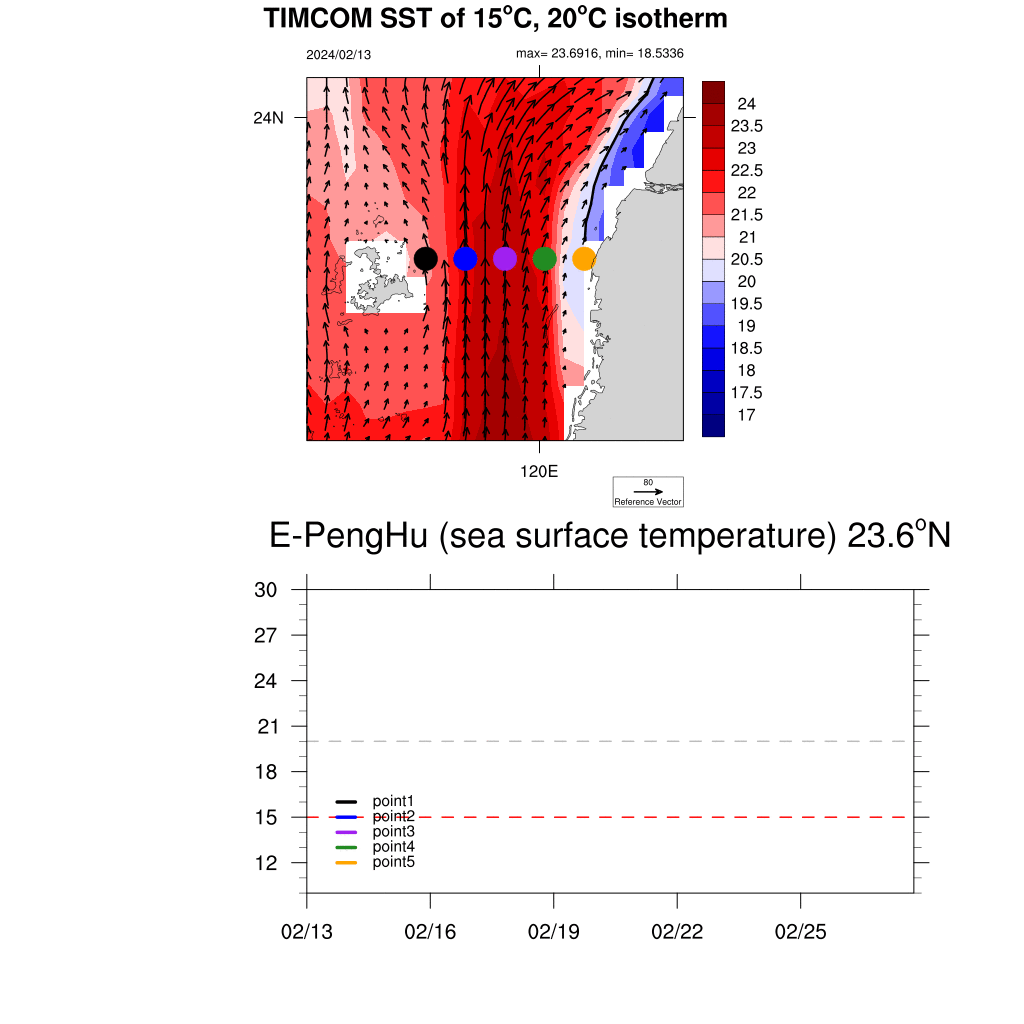 TIMCOM SST of 15°C, 20°C isotherm
2024/02/13
max= 23.6916, min= 18.5336
24N
24
23.5
23
22.5
22
21.5
21
20.5
20
19.5
19
18.5
18
17.5
17
120E
80
Reference Vector
E-PengHu (sea surface temperature) 23.6°N
30
27
24
21
18
15
12
point1
point2
point3
point4
point5
02/13 02/16 02/19 02/22 02/25